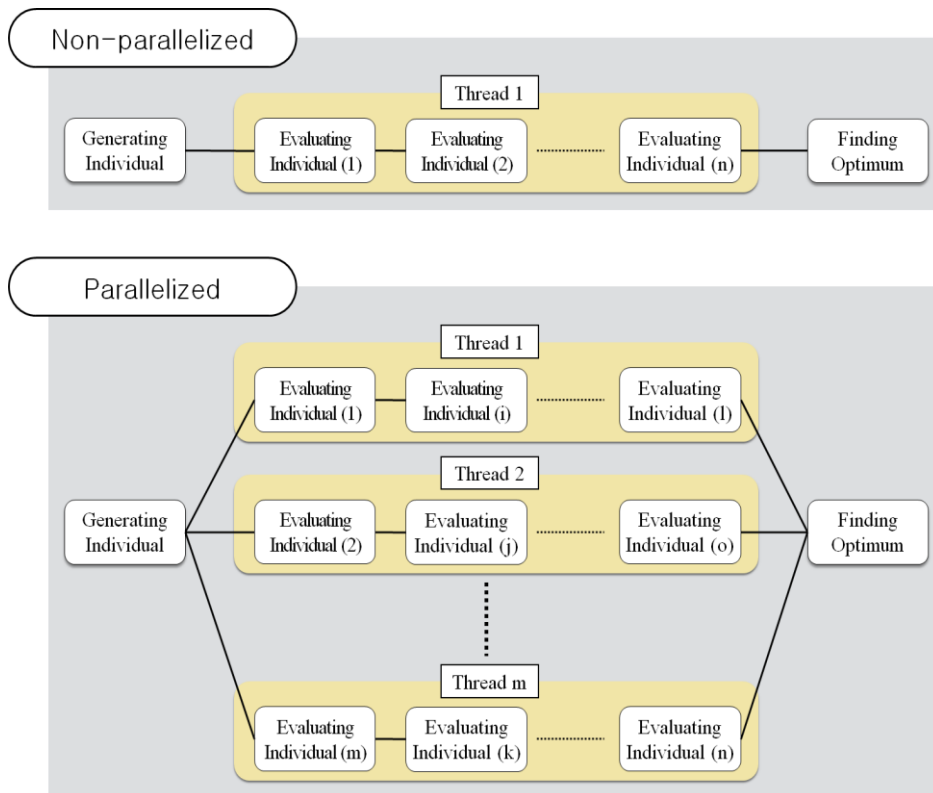 Non-parallelized
Thread 1
Generating
Individual
Evaluating
Individual (1)
Evaluating
Individual (2)
Evaluating
Individual (n)
Finding
Optimum
Parallelized
Thread 1
Evaluating
Individual (1)
Evaluating
Individual (i)
Evaluating
Individual (l)
Thread 2
Generating
Individual
Evaluating
Individual (2)
Evaluating
Individual (j)
Evaluating
Individual (o)
Finding
Optimum
Thread m
Evaluating
Individual (m)
Evaluating
Individual (k)
Evaluating
Individual (n)